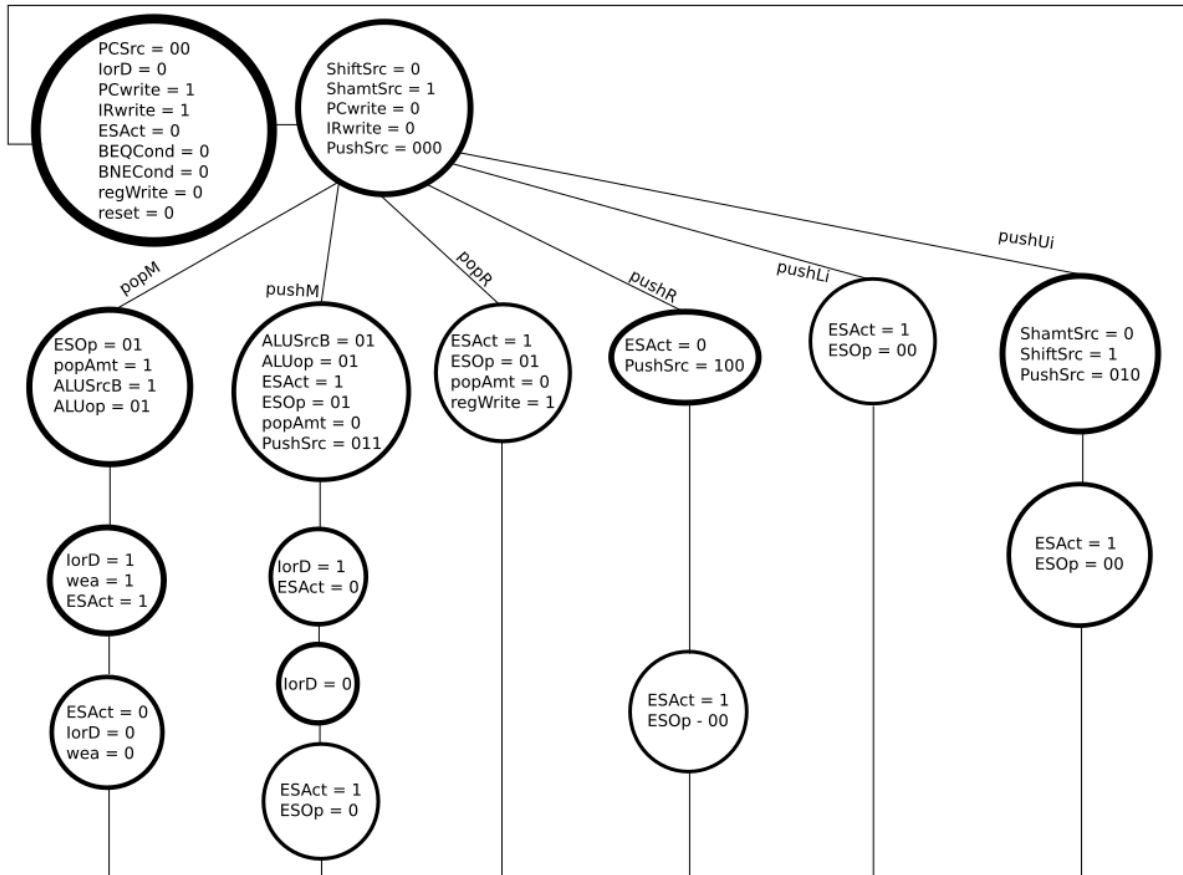 PCSrc = 00
IorD = 0
PCwrite = 1
IRwrite = 1
ESAct = 0
BEQCond = 0
BNECond = 0
regWrite = 0
reset = 0
ShiftSrc = 0
ShamtSrc = 1
PCwrite = 0
IRwrite = 0
PushSrc = 000
popM
pushM
popR
pushR
pushLi
pushUi
ESOp = 01
popAmt = 1
ALUSrcB = 1
ALUop = 01
ALUSrcB = 01
ALUop = 01
ESAct = 1
ESOp = 01
popAmt = 0
PushSrc = 011
ESAct = 1
ESOp = 01
popAmt = 0
regWrite = 1
ESAct = 0
PushSrc = 100
ESAct = 1
ESOp = 00
ShamtSrc = 0
ShiftSrc = 1
PushSrc = 010
IorD = 1
wea = 1
ESAct = 1
IorD = 1
ESAct = 0
ESAct = 1
ESOp = 00
ESAct = 0
IorD = 0
wea = 0
IorD = 0
ESAct = 1
ESOp - 00
ESAct = 1
ESOp = 0